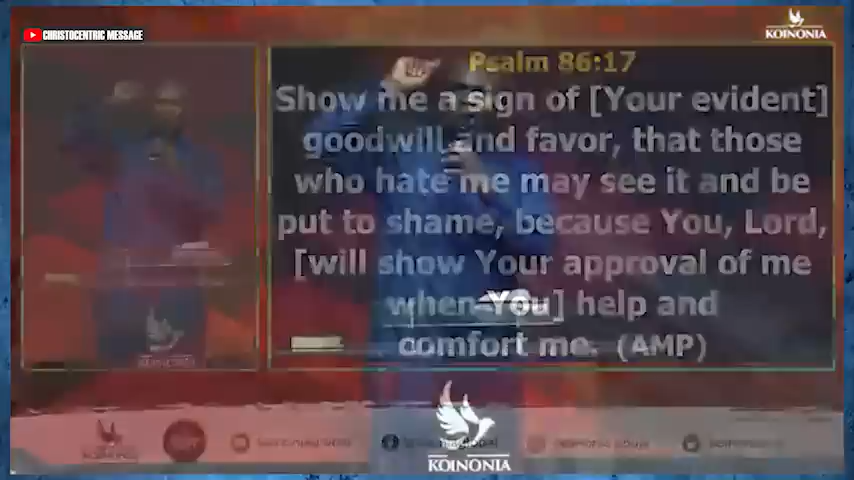 CHRISTOCENTRIC MESSAGE
KOINONIA
Psalm 86:17
Show me a sign of [Your evident]
goodwill and favor, that those
who hate me may see it and be
put to shame, because You, Lord,
[will show Your approval of me
when You] help and
comfort me. (AMP)
KOINONIA